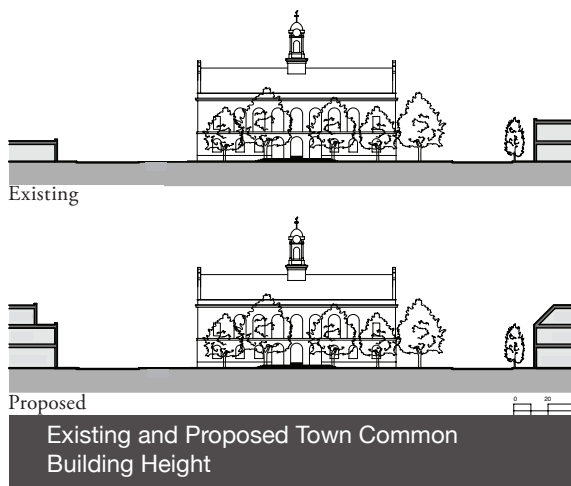 Existing
Proposed
0 20
Existing and Proposed Town Common
Building Height